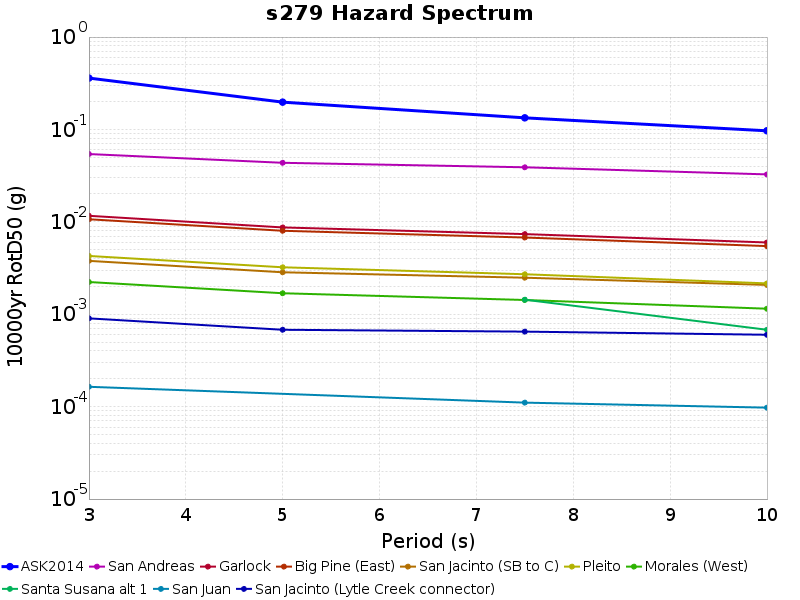 s279 Hazard Spectrum
10000yr RotD50 (g)
10^0
10^-1
10^-2
10^-3
10^-4
10^-5
3 4 5 6 7 8 9 10
Period (s)
ASK2014 San Andreas Garlock Big Pine (East) San Jacinto (SB to C) Pleito Morales (West)
Santa Susana alt 1 San Juan San Jacinto (Lytle Creek connector)